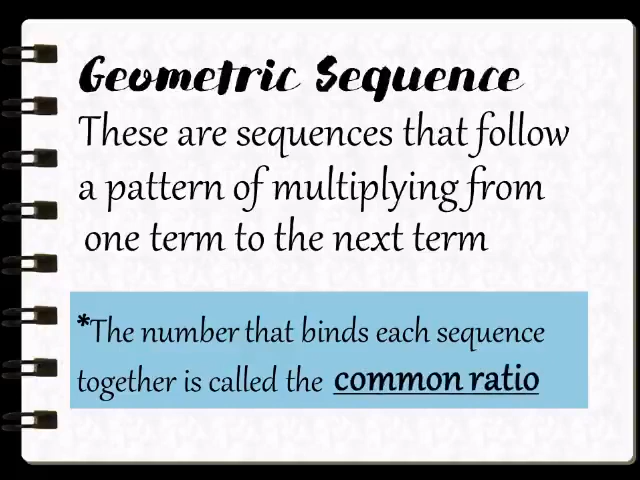 Geometric Sequence
These are sequences that follow
a pattern of multiplying from
one term to the next term
*The number that binds each sequence
together is called the common ratio